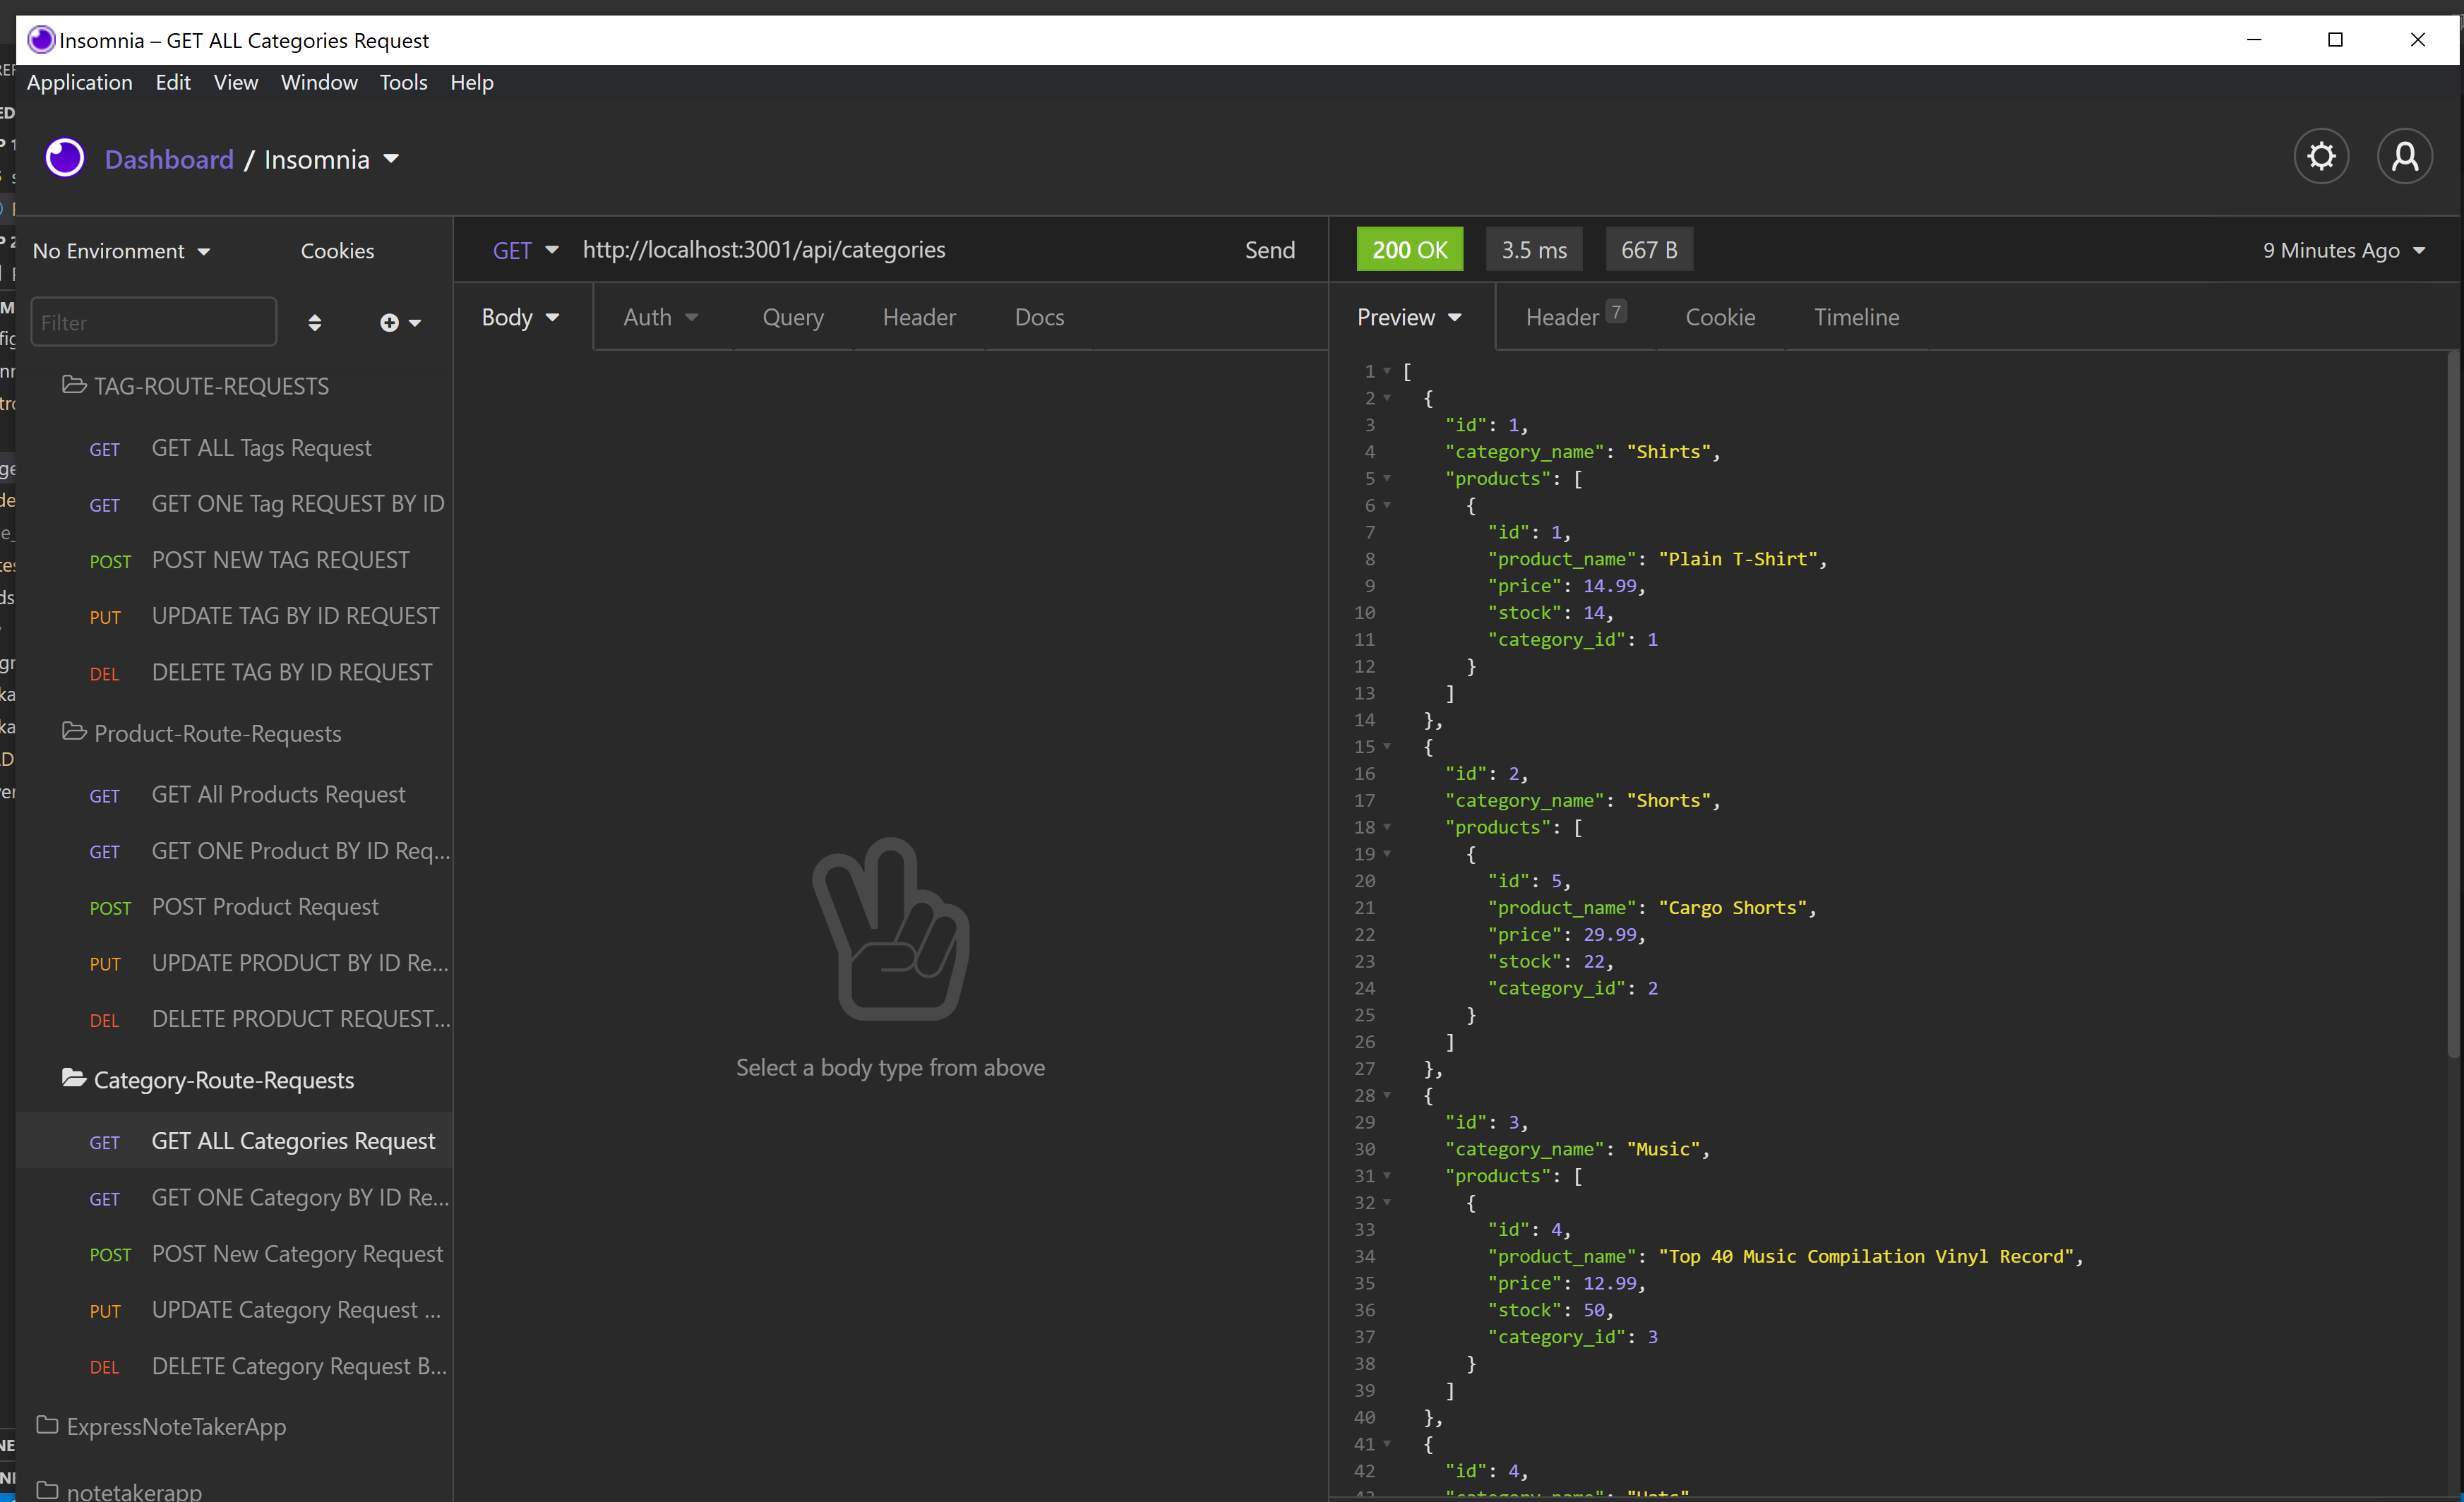 Insomnia – GET ALL Categories Request
Application Edit View Window Tools Help
Dashboard / Insomnia
No Environment Cookies
Filter
TAG-ROUTE-REQUESTS
GET GET ALL Tags Request
GET GET ONE Tag REQUEST BY ID
POST POST NEW TAG REQUEST
PUT UPDATE TAG BY ID REQUEST
DEL DELETE TAG BY ID REQUEST
Product-Route-Requests
GET GET All Products Request
GET GET ONE Product BY ID Req...
POST POST Product Request
PUT UPDATE PRODUCT BY ID Re...
DEL DELETE PRODUCT REQUEST...
Category-Route-Requests
GET GET ALL Categories Request
GET GET ONE Category BY ID Re...
POST POST New Category Request
PUT UPDATE Category Request ...
DEL DELETE Category Request B...
ExpressNoteTakerApp
notetakerapp
GET http://localhost:3001/api/categories Send
Body Auth Query Header Docs
Select a body type from above
200 OK 3.5 ms 667 B 9 Minutes Ago
Preview Header 7 Cookie Timeline
1 [
2 {
3 "id": 1,
4 "category_name": "Shirts",
5 "products": [
6 {
7 "id": 1,
8 "product_name": "Plain T-Shirt",
9 "price": 14.99,
10 "stock": 14,
11 "category_id": 1
12 }
13 ]
14 },
15 {
16 "id": 2,
17 "category_name": "Shorts",
18 "products": [
19 {
20 "id": 5,
21 "product_name": "Cargo Shorts",
22 "price": 29.99,
23 "stock": 22,
24 "category_id": 2
25 }
26 ]
27 },
28 {
29 "id": 3,
30 "category_name": "Music",
31 "products": [
32 {
33 "id": 4,
34 "product_name": "Top 40 Music Compilation Vinyl Record",
35 "price": 12.99,
36 "stock": 50,
37 "category_id": 3
38 }
39 ]
40 },
41 {
42 "id": 4,
43 "category_name": "Hats"